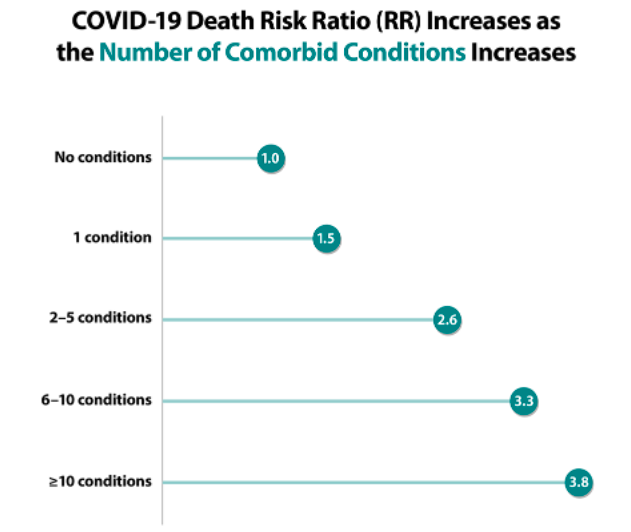 COVID-19 Death Risk Ratio (RR) Increases as
the Number of Comorbid Conditions Increases
No conditions 1.0
1 condition 1.5
2–5 conditions 2.6
6–10 conditions 3.3
≥10 conditions 3.8